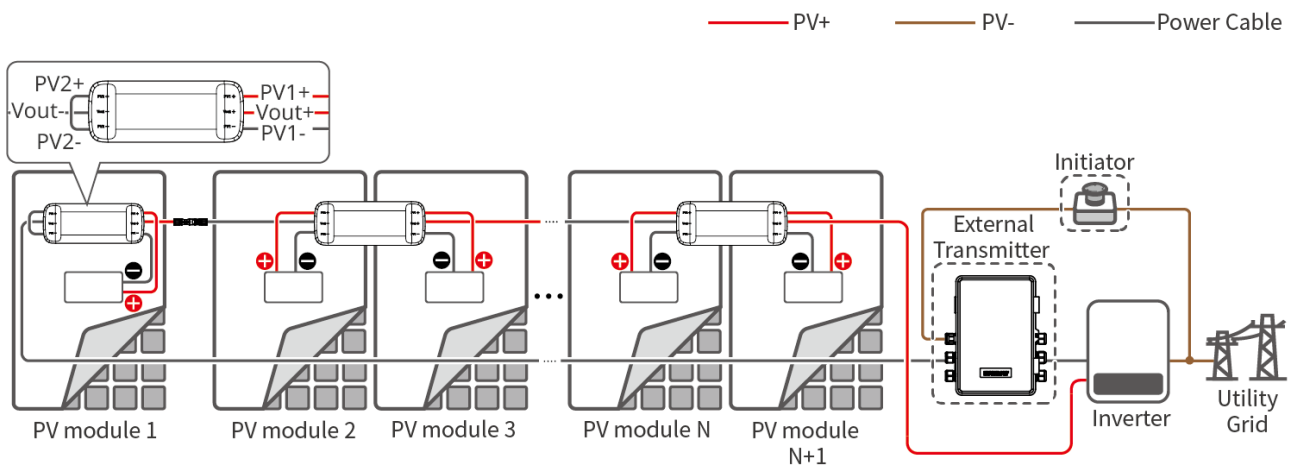 PV+
PV-
Power Cable
PV2+
Vout-
PV2-
PV1+
Vout+
PV1-
Initiator
External
Transmitter
PV module 1
PV module 2
PV module 3
PV module N
PV module
N+1
Inverter
Utility
Grid